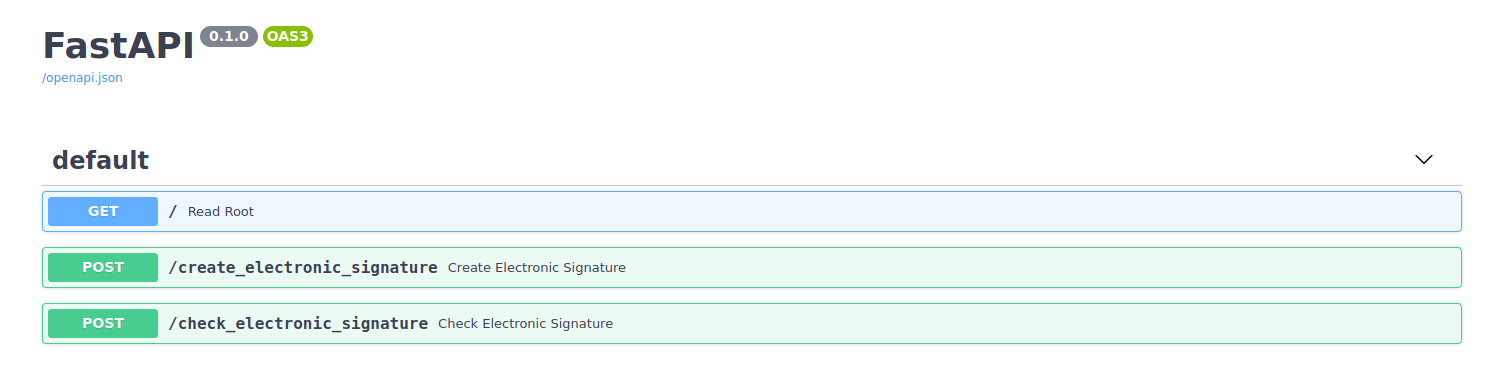 FastAPI 0.1.0 OAS3
/openapi.json
default
GET / Read Root
POST /create_electronic_signature Create Electronic Signature
POST /check_electronic_signature Check Electronic Signature